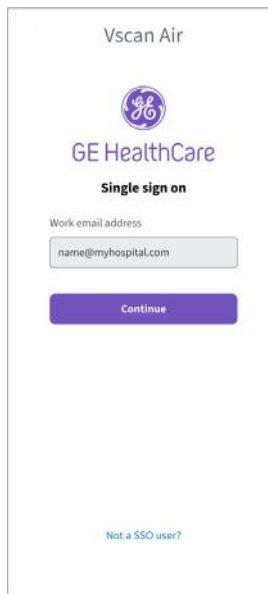 Vscan Air
GE HealthCare
Single sign on
Work email address
name@myhospital.com
Continue
Not a SSO user?